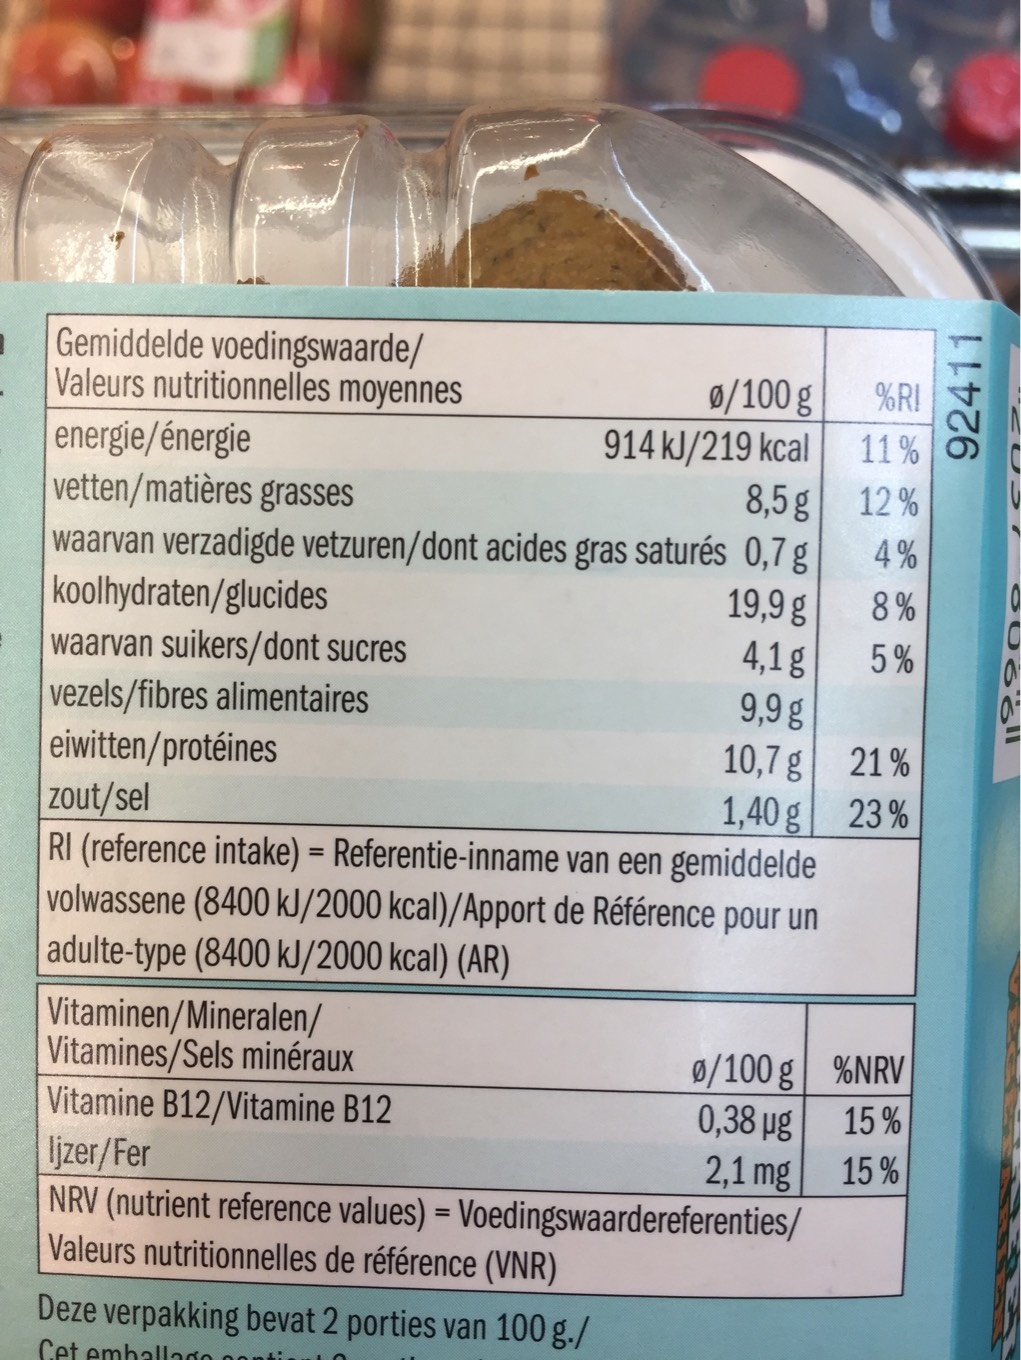 Gemiddelde voedingswaarde/
Valeurs nutritionnelles moyennes ø/100 g %RI
energie/énergie 914 kJ/219 kcal 11 %
vetten/matières grasses 8,5 g 12 %
waarvan verzadigde vetzuren/dont acides gras saturés 0,7 g 4 %
koolhydraten/glucides 19,9 g 8 %
waarvan suikers/dont sucres 4,1 g 5 %
vezels/fibres alimentaires 9,9 g
eiwitten/protéines 10,7 g 21 %
zout/sel 1,40 g 23 %
RI (reference intake) = Referentie-inname van een gemiddelde
volwassene (8400 kJ/2000 kcal)/Apport de Référence pour un
adulte-type (8400 kJ/2000 kcal) (AR)
Vitaminen/Mineralen/
Vitamines/Sels minéraux ø/100 g %NRV
Vitamine B12/Vitamine B12 0,38 µg 15 %
Ijzer/Fer 2,1 mg 15 %
NRV (nutrient reference values) = Voedingswaardereferenties/
Valeurs nutritionnelles de référence (VNR)
Deze verpakking bevat 2 porties van 100 g./
Cet emballage contient 2
92411